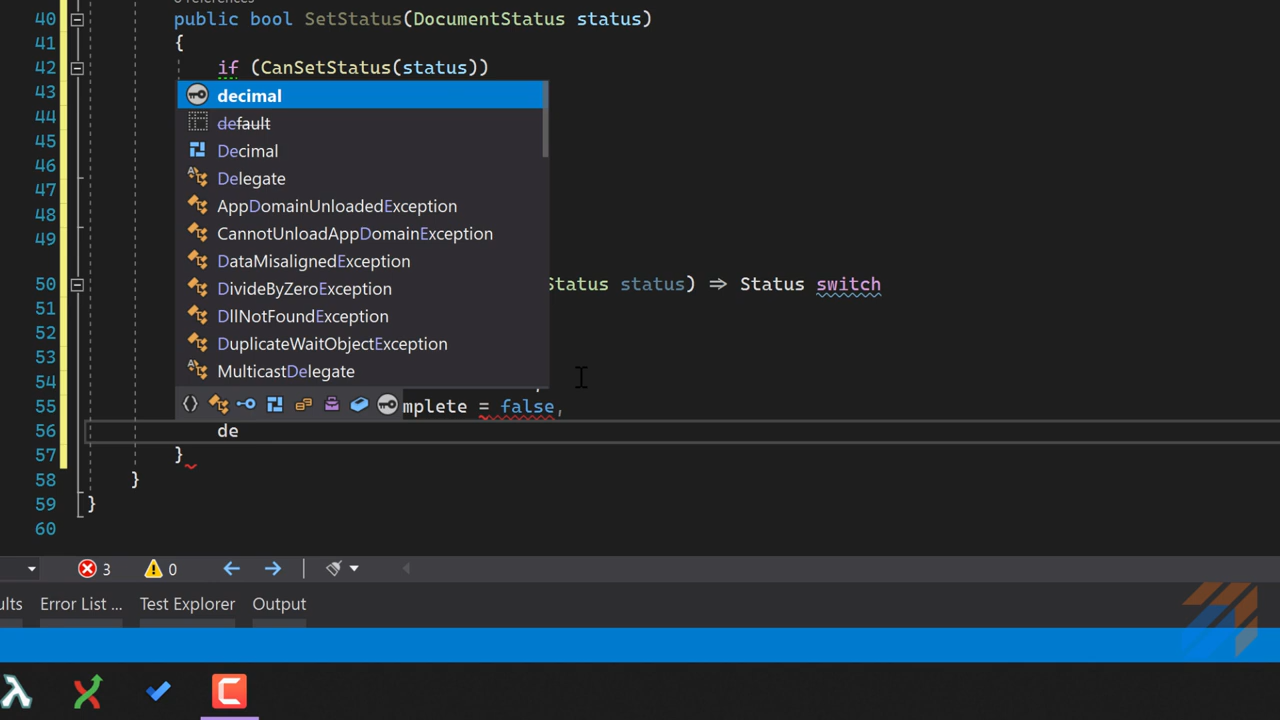 40 public bool SetStatus(DocumentStatus status)
41 {
42 if (CanSetStatus(status))
43 decimal
44 default
45 Decimal
46 Delegate
47 AppDomainUnloadedException
48 CannotUnloadAppDomainException
49 DataMisalignedException
50 Status status) => Status switch
DivideByZeroException
51 DllNotFoundException
52 DuplicateWaitObjectException
53 MulticastDelegate
54
55 mplete = false,
56 de
57 }
58 }
59 }
60
3 0
ults Error List ... Test Explorer Output